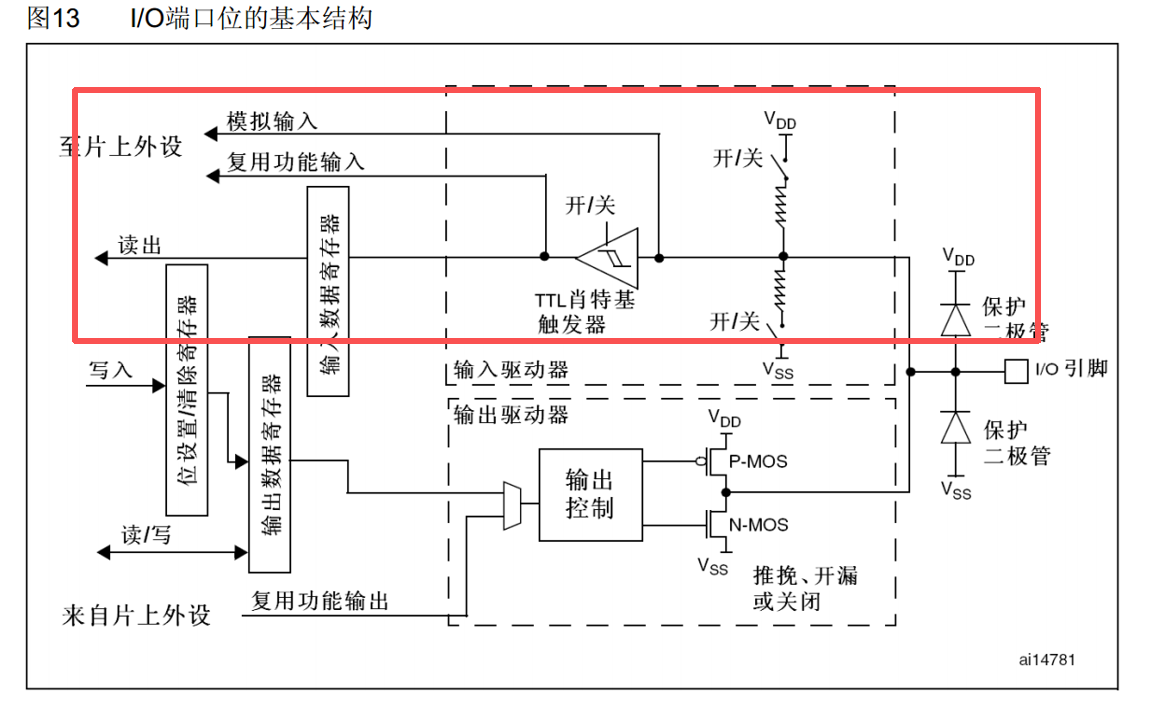 图13 I/O端口位的基本结构
至片上外设
模拟输入
复用功能输入
读出
输入数据寄存器
开/关
TTL肖特基
触发器
VDD
开/关
开/关
VSS
输入驱动器
VDD
保护
二极管
I/O 引脚
保护
二极管
VSS
写入
位设置/清除寄存器
输出数据寄存器
读/写
来自片上外设
复用功能输出
输出驱动器
输出
控制
VDD
P-MOS
N-MOS
VSS
推挽、开漏
或关闭
ai14781